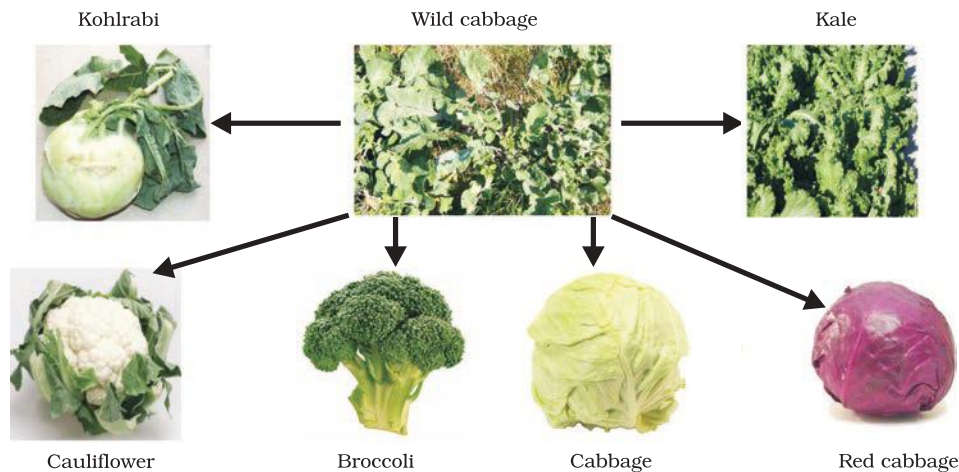 Kohlrabi
Wild cabbage
Kale
Cauliflower
Broccoli
Cabbage
Red cabbage